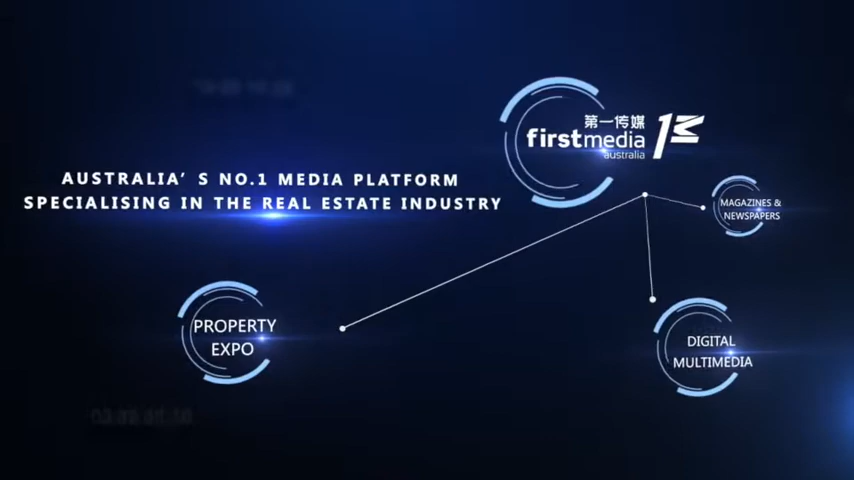 AUSTRALIA' S NO.1 MEDIA PLATFORM
SPECIALISING IN THE REAL ESTATE INDUSTRY
第一传媒
firstmedia
australia
MAGAZINES &
NEWSPAPERS
PROPERTY
EXPO
DIGITAL
MULTIMEDIA